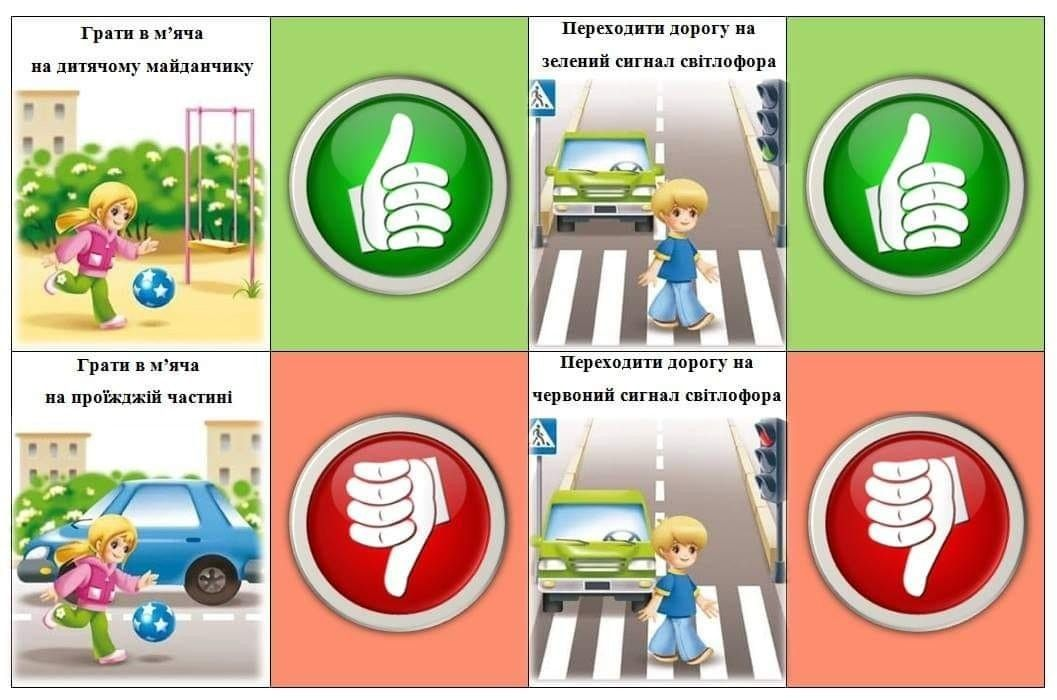 Грати в м’яча
на дитячому майданчику
Переходити дорогу на
зелений сигнал світлофора
Грати в м’яча
на проїжджій частині
Переходити дорогу на
червоний сигнал світлофора